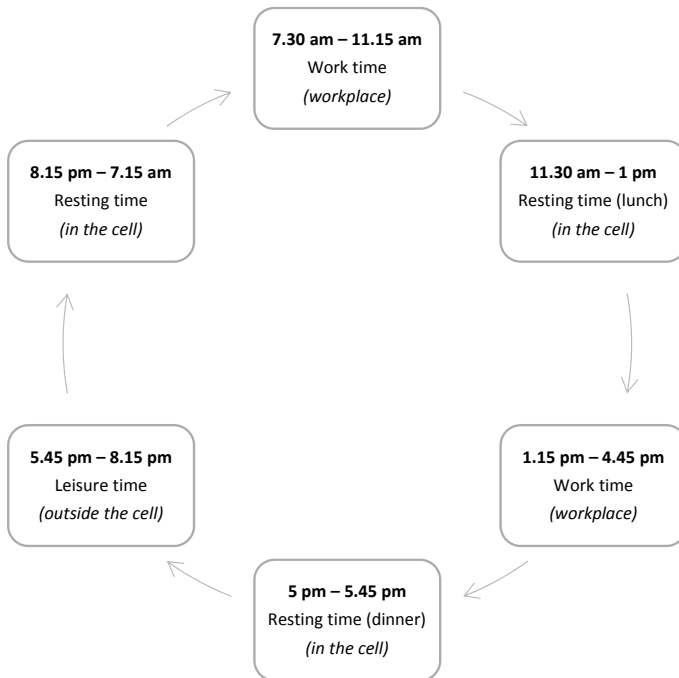 7.30 am – 11.15 am
Work time
(workplace)
11.30 am – 1 pm
Resting time (lunch)
(in the cell)
1.15 pm – 4.45 pm
Work time
(workplace)
5 pm – 5.45 pm
Resting time (dinner)
(in the cell)
5.45 pm – 8.15 pm
Leisure time
(outside the cell)
8.15 pm – 7.15 am
Resting time
(in the cell)